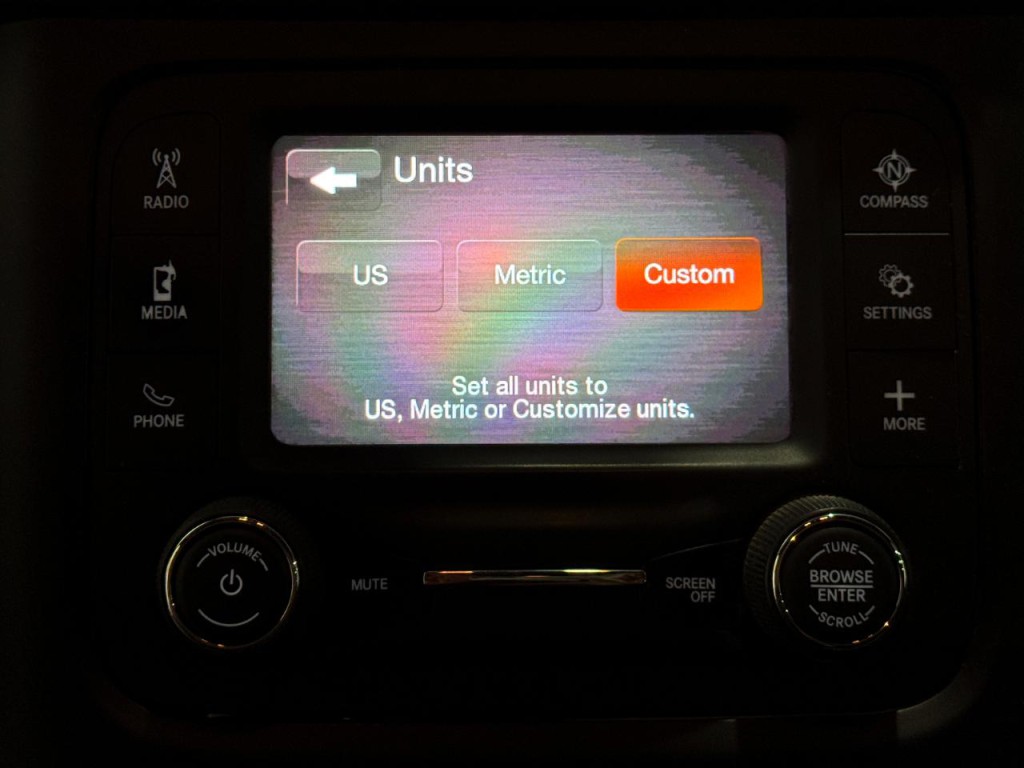 RADIO
MEDIA
PHONE
Units
US
Metric
Custom
Set all units to
US, Metric or Customize units.
N
COMPASS
SETTINGS
MORE
VOLUME
MUTE
SCREEN
OFF
TUNE
BROWSE
ENTER
SCROLL